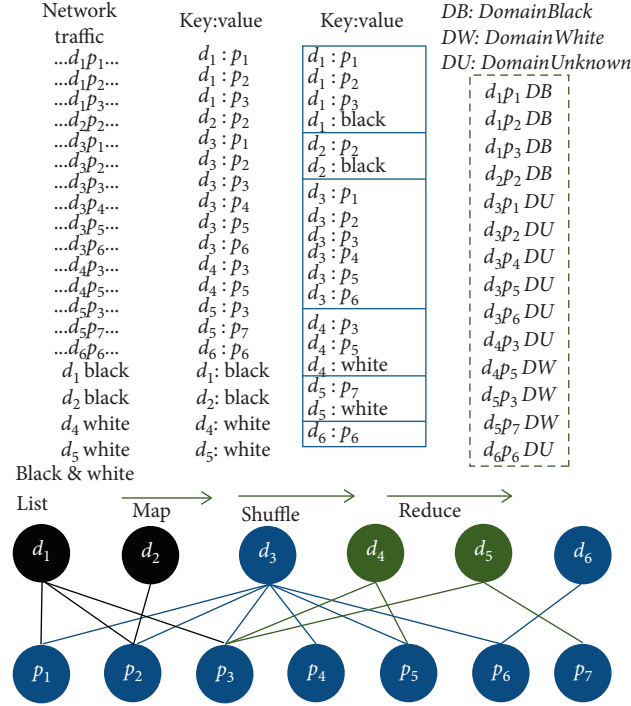 Network traffic
...d₁p₁...
...d₁p₂...
...d₁p₃...
...d₂p₂...
...d₃p₁...
...d₃p₂...
...d₃p₃...
...d₃p₄...
...d₃p₅...
...d₃p₆...
...d₄p₃...
...d₄p₅...
...d₅p₃...
...d₅p₇...
...d₆p₆...
d₁ black
d₂ black
d₄ white
d₅ white
Black & white
List
Key:value
d₁ : p₁
d₁ : p₂
d₁ : p₃
d₂ : p₂
d₃ : p₁
d₃ : p₂
d₃ : p₃
d₃ : p₄
d₃ : p₅
d₃ : p₆
d₄ : p₃
d₄ : p₅
d₅ : p₃
d₅ : p₇
d₆ : p₆
d₁: black
d₂: black
d₄: white
d₅: white
Key:value
d₁ : p₁
d₁ : p₂
d₁ : p₃
d₁ : black
d₂ : p₂
d₂ : black
d₃ : p₁
d₃ : p₂
d₃ : p₃
d₃ : p₄
d₃ : p₅
d₃ : p₆
d₄ : p₃
d₄ : p₅
d₄ : white
d₅ : p₇
d₅ : white
d₆ : p₆
DB: DomainBlack
DW: DomainWhite
DU: DomainUnknown
d₁p₁ DB
d₁p₂ DB
d₁p₃ DB
d₂p₂ DB
d₃p₁ DU
d₃p₂ DU
d₃p₄ DU
d₃p₅ DU
d₃p₆ DU
d₄p₃ DU
d₄p₅ DW
d₅p₃ DW
d₅p₇ DW
d₆p₆ DU
Map
Shuffle
Reduce
d₁ d₂ d₃ d₄ d₅ d₆
p₁ p₂ p₃ p₄ p₅ p₆ p₇